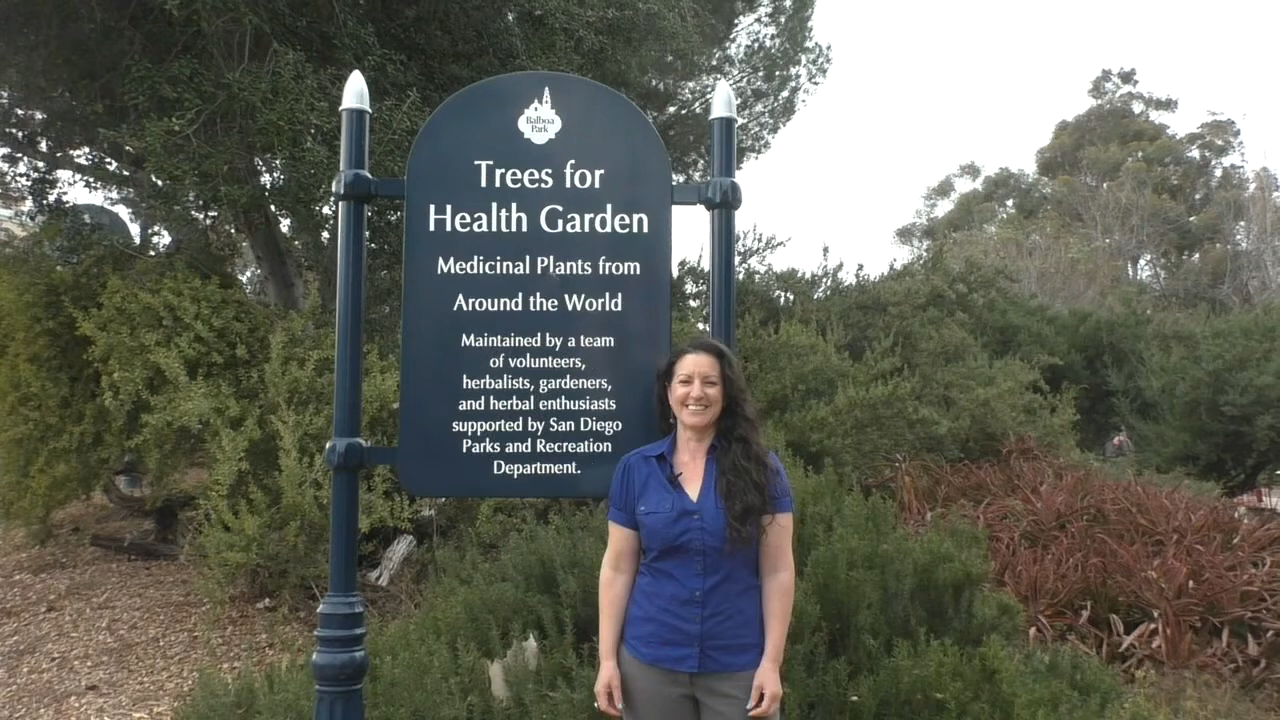 Balboa
Park
Trees for
Health Garden
Medicinal Plants from
Around the World
Maintained by a team
of volunteers,
herbalists, gardeners,
and herbal enthusiasts
supported by San Diego
Parks and Recreation
Department.